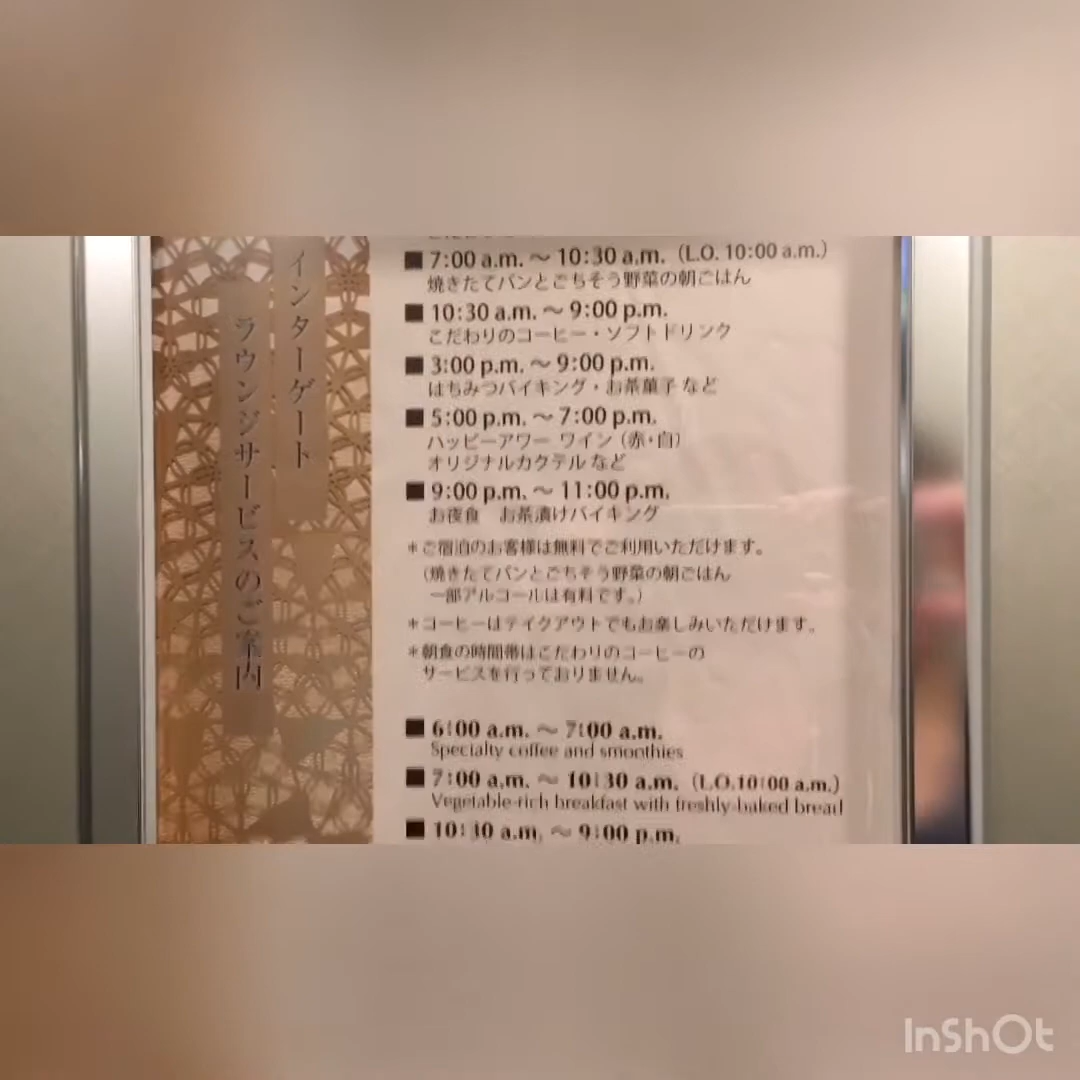 インターゲート
ラウンジサービスのご案内
■ 7:00 a.m. ～ 10:30 a.m. (L.O. 10:00 a.m.)
焼きたてパンとごちそう野菜の朝ごはん
■ 10:30 a.m. ～ 9:00 p.m.
こだわりのコーヒー・ソフトドリンク
■ 3:00 p.m. ～ 9:00 p.m.
はちみつバイキング・お茶菓子 など
■ 5:00 p.m. ～ 7:00 p.m.
ハッピーアワー ワイン（赤・白）
オリジナルカクテル など
■ 9:00 p.m. ～ 11:00 p.m.
お夜食 お茶漬けバイキング
＊ご宿泊のお客様は無料でご利用いただけます。
（焼きたてパンとごちそう野菜の朝ごはん
一部アルコールは有料です。）
＊コーヒーはテイクアウトでもお楽しみいただけます。
＊朝食の時間帯はこだわりのコーヒーの
サービスを行っておりません。
■ 6:00 a.m. ～ 7:00 a.m.
Specialty coffee and smoothies
■ 7:00 a.m. ～ 10:30 a.m. (L.O.10:00 a.m.)
Vegetable-rich breakfast with freshly-baked bread
■ 10:30 a.m. ～ 9:00 p.m.
InShOt